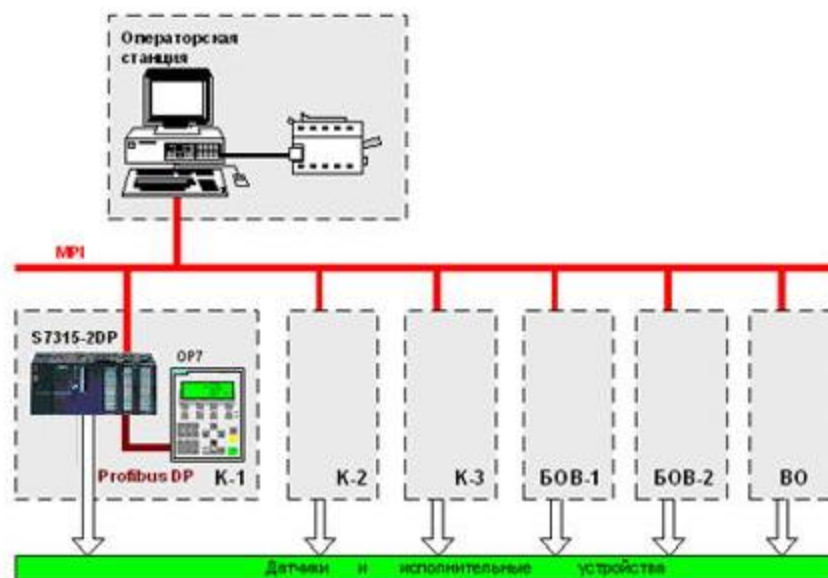 Операторская
станция
MPI
S7315-2DP
OP7
Profibus DP
К-1
К-2
К-3
БОВ-1
БОВ-2
ВО
Датчики и исполнительные устройства